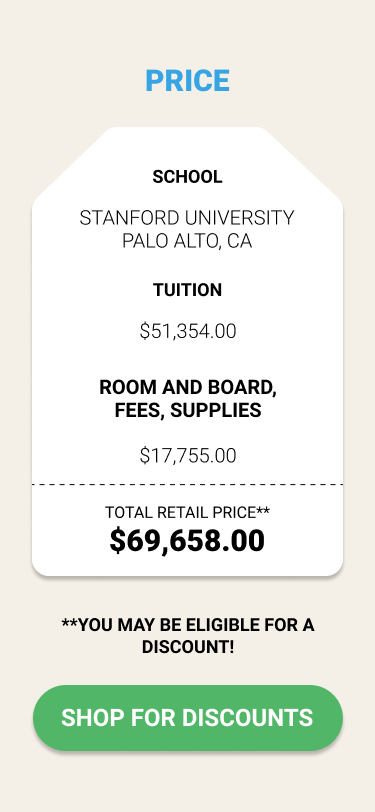 PRICE
SCHOOL
STANFORD UNIVERSITY
PALO ALTO, CA
TUITION
$51,354.00
ROOM AND BOARD,
FEES, SUPPLIES
$17,755.00
TOTAL RETAIL PRICE**
$69,658.00
**YOU MAY BE ELIGIBLE FOR A
DISCOUNT!
SHOP FOR DISCOUNTS